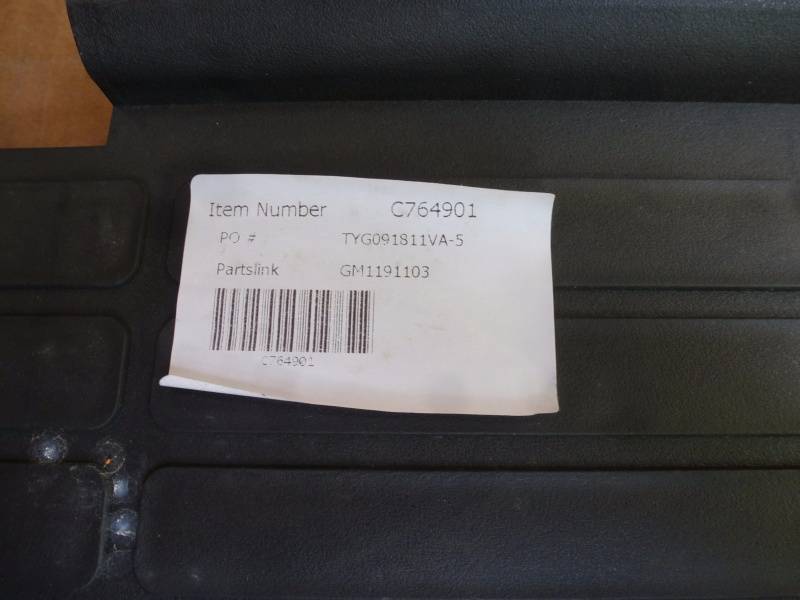 Item Number C764901
PO # TYG091811VA-5
Partslink GM1191103
C764901